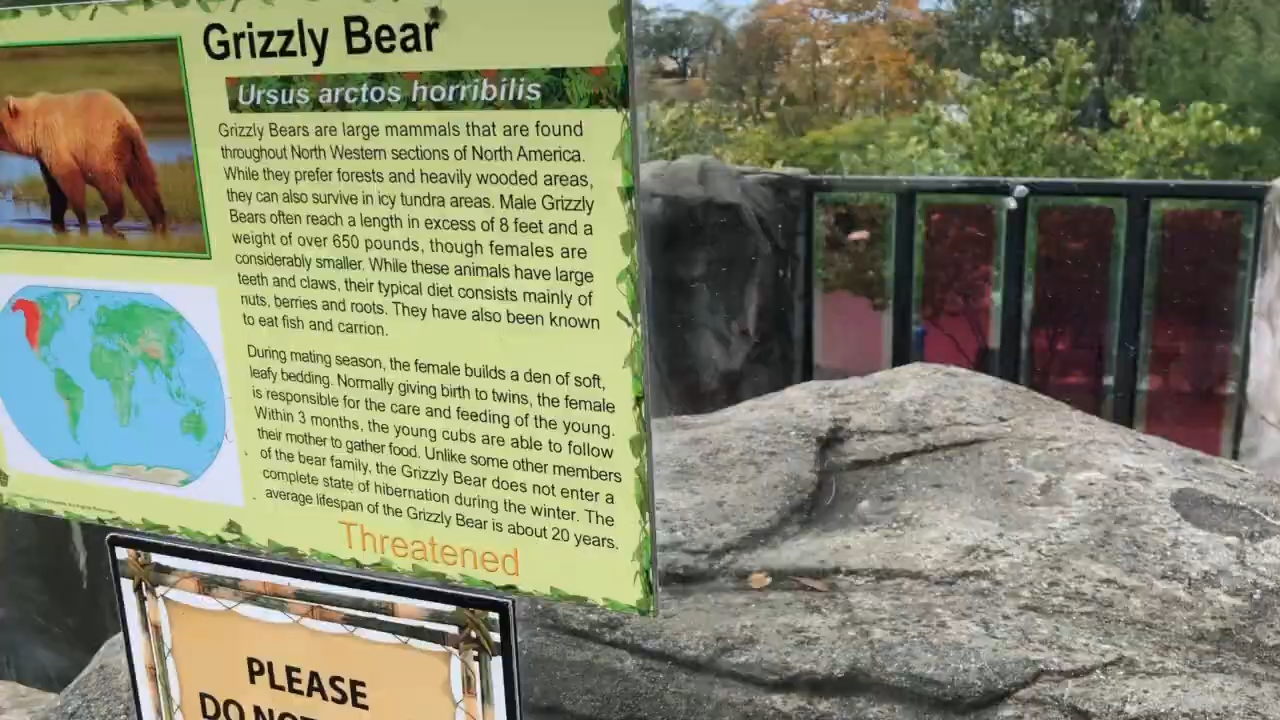 Grizzly Bear
Ursus arctos horribilis
Grizzly Bears are large mammals that are found
throughout North Western sections of North America.
While they prefer forests and heavily wooded areas,
they can also survive in icy tundra areas. Male Grizzly
Bears often reach a length in excess of 8 feet and a
weight of over 650 pounds, though females are
considerably smaller. While these animals have large
teeth and claws, their typical diet consists mainly of
nuts, berries and roots. They have also been known
to eat fish and carrion.
During mating season, the female builds a den of soft,
leafy bedding. Normally giving birth to twins, the female
is responsible for the care and feeding of the young.
Within 3 months, the young cubs are able to follow
their mother to gather food. Unlike some other members
of the bear family, the Grizzly Bear does not enter a
complete state of hibernation during the winter. The
average lifespan of the Grizzly Bear is about 20 years.
Threatened
PLEASE
DO NOT